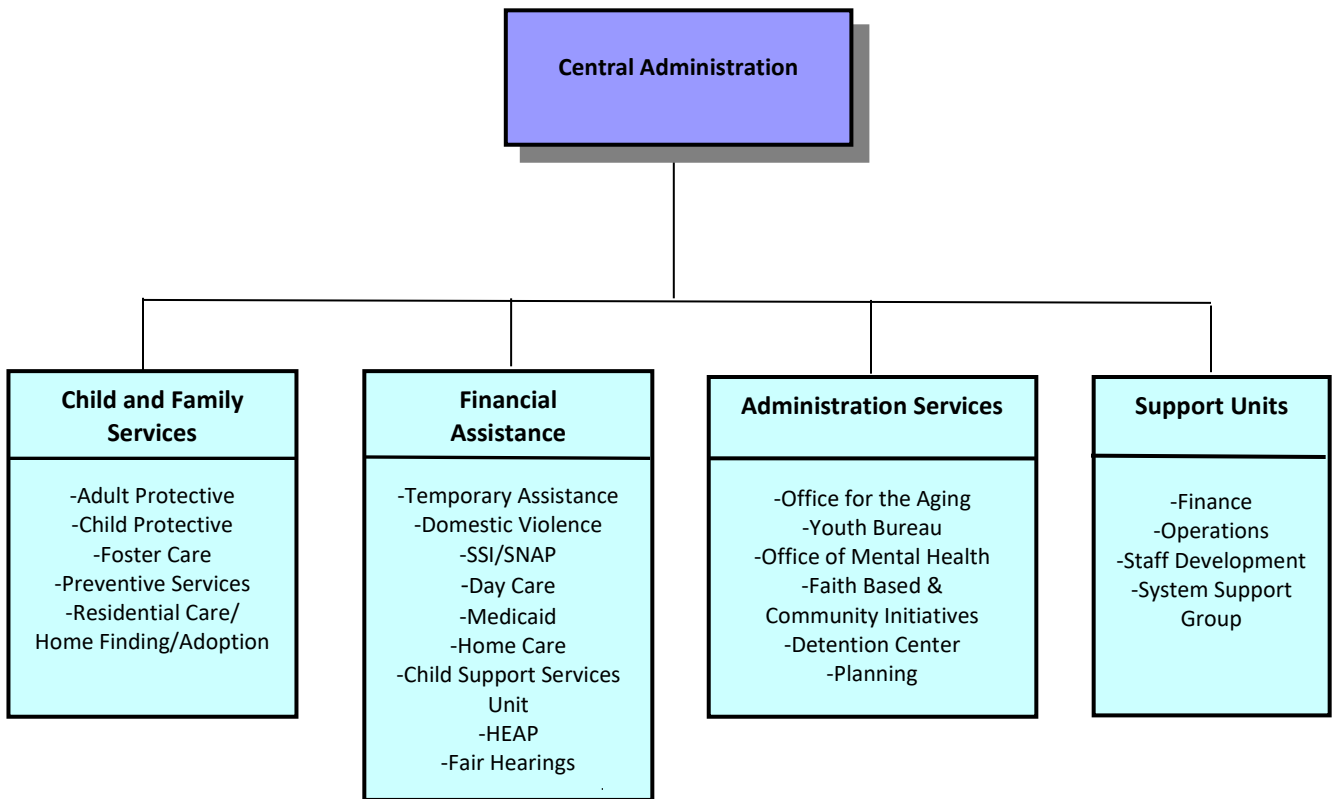 Central Administration
Child and Family
Services
-Adult Protective
-Child Protective
-Foster Care
-Preventive Services
-Residential Care/
Home Finding/Adoption
Financial
Assistance
-Temporary Assistance
-Domestic Violence
-SSI/SNAP
-Day Care
-Medicaid
-Home Care
-Child Support Services
Unit
-HEAP
-Fair Hearings
.
Administration Services
-Office for the Aging
-Youth Bureau
-Office of Mental Health
-Faith Based &
Community Initiatives
-Detention Center
-Planning
Support Units
-Finance
-Operations
-Staff Development
-System Support
Group